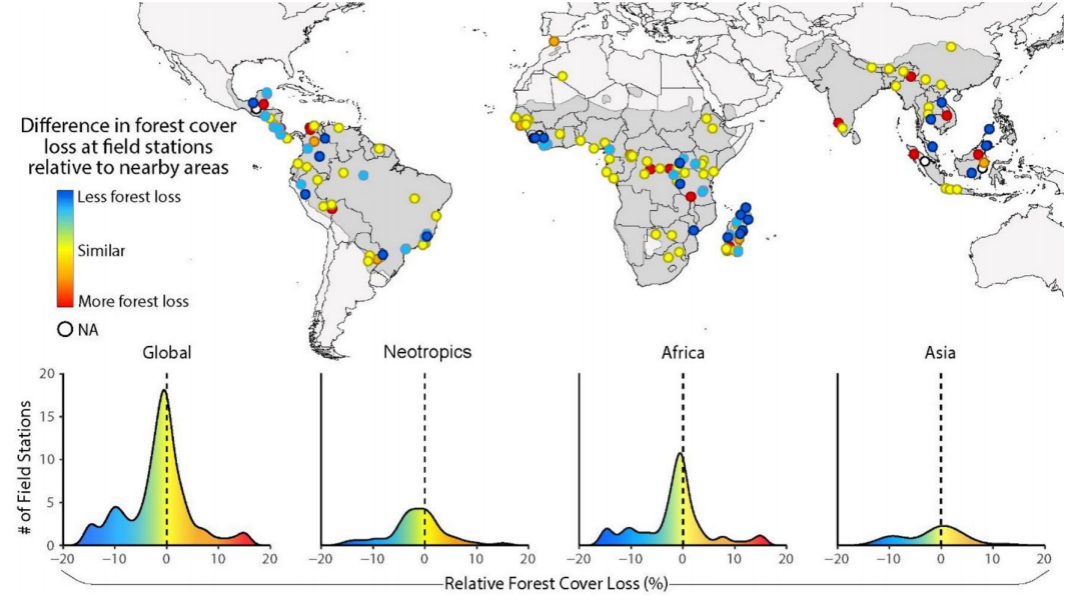 Difference in forest cover
loss at field stations
relative to nearby areas
Less forest loss
Similar
More forest loss
NA
Global
Neotropics
Africa
Asia
# of Field Stations
20
15
10
5
0
−20 −10 0 10 20
−20 −10 0 10 20
−20 −10 0 10 20
−20 −10 0 10 20
Relative Forest Cover Loss (%)